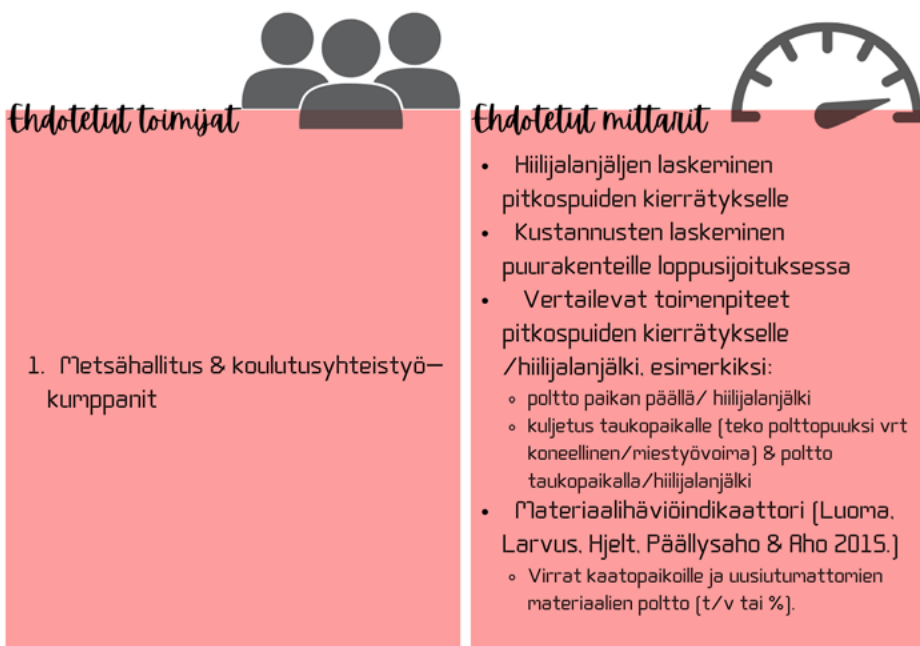 Ehdotetut toimijat
1. Metsähallitus & koulutusyhteistyö–
kumppanit
Ehdotetut mittarit
• Hiilijalanjäljen laskeminen
pitkospuiden kierrätykselle
• Kustannusten laskeminen
puurakenteille loppusijoituksessa
• Vertailevat toimenpiteet
pitkospuiden kierrätykselle
/hiilijalanjälki, esimerkiksi:
◦ poltto paikan päällä/ hiilijalanjälki
◦ kuljetus taukopaikalle (teko polttopuuksi vrt
koneellinen/miestyövoima) & poltto
taukopaikalla/hiilijalanjälki
• Materiaalihäviöindikaattori (Luoma,
Larvus, Hjelt, Päällysaho & Aho 2015.)
◦ Virrat kaatopaikoille ja uusiutumattomien
materiaalien poltto (t/v tai %).